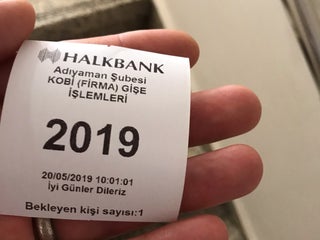 HALKBANK
Adıyaman Şubesi
KOBİ (FİRMA) GİŞE
İŞLEMLERİ
2019
20/05/2019 10:01:01
İyi Günler Dileriz
Bekleyen kişi sayısı:1